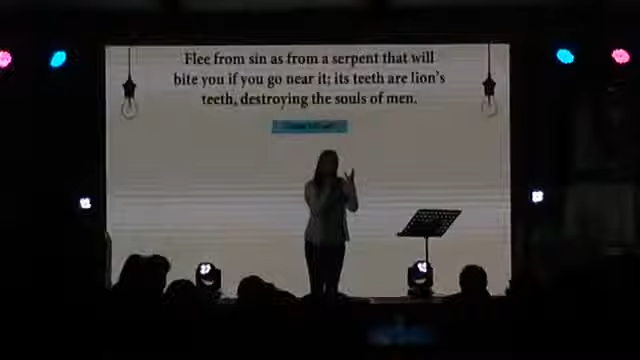 Flee from sin as from a serpent that will
bite you if you go near it; its teeth are lion's
teeth, destroying the souls of men.